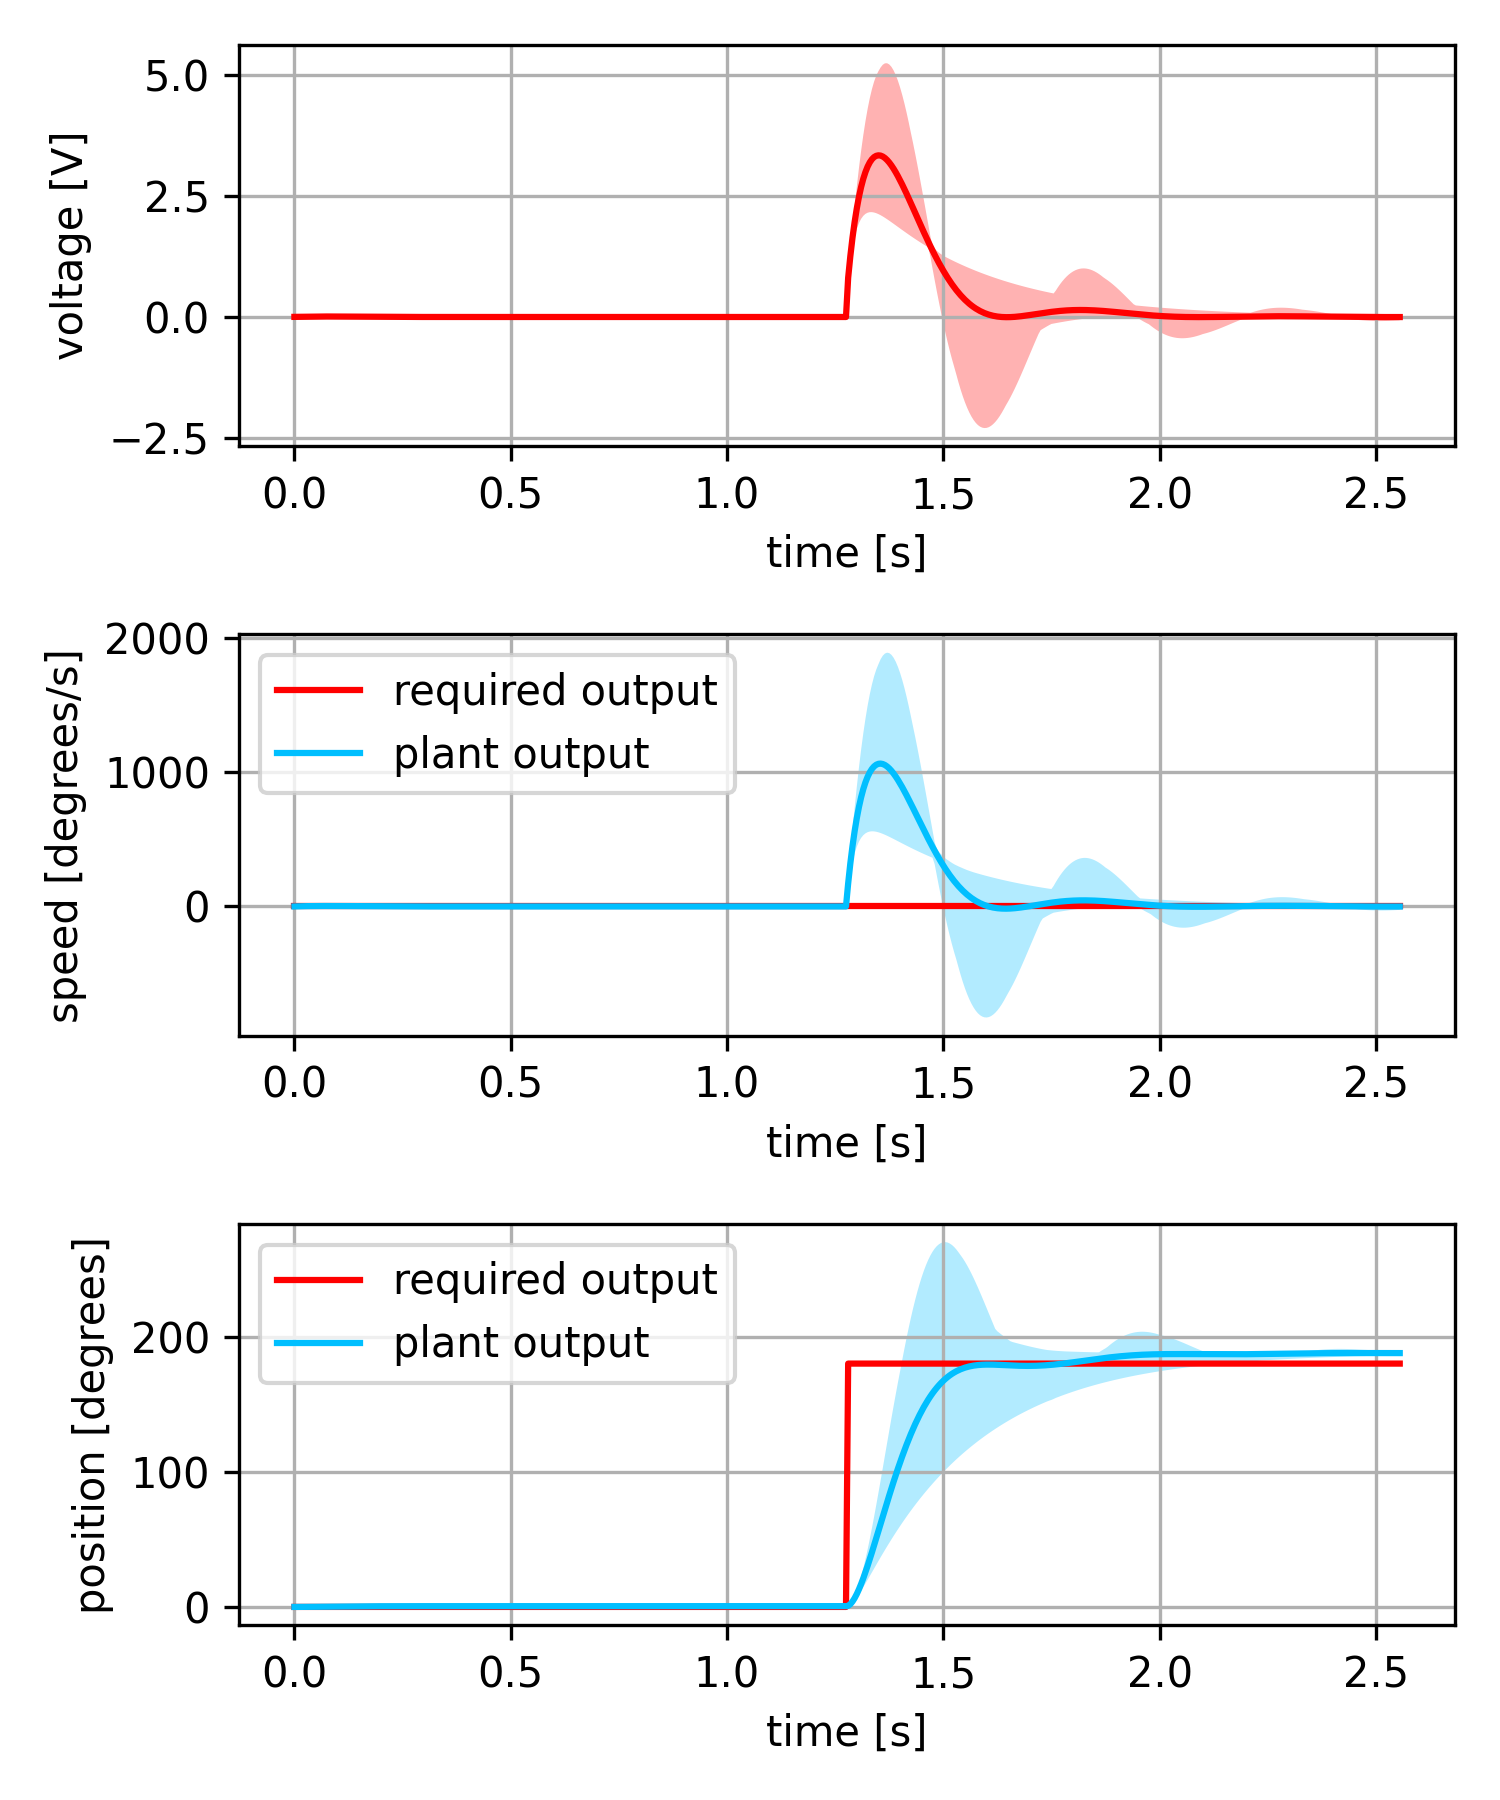 voltage [V]
5.0
2.5
0.0
−2.5
0.0 0.5 1.0 1.5 2.0 2.5
time [s]
speed [degrees/s]
2000
1000
0
required output
plant output
0.0 0.5 1.0 1.5 2.0 2.5
time [s]
position [degrees]
200
100
0
required output
plant output
0.0 0.5 1.0 1.5 2.0 2.5
time [s]